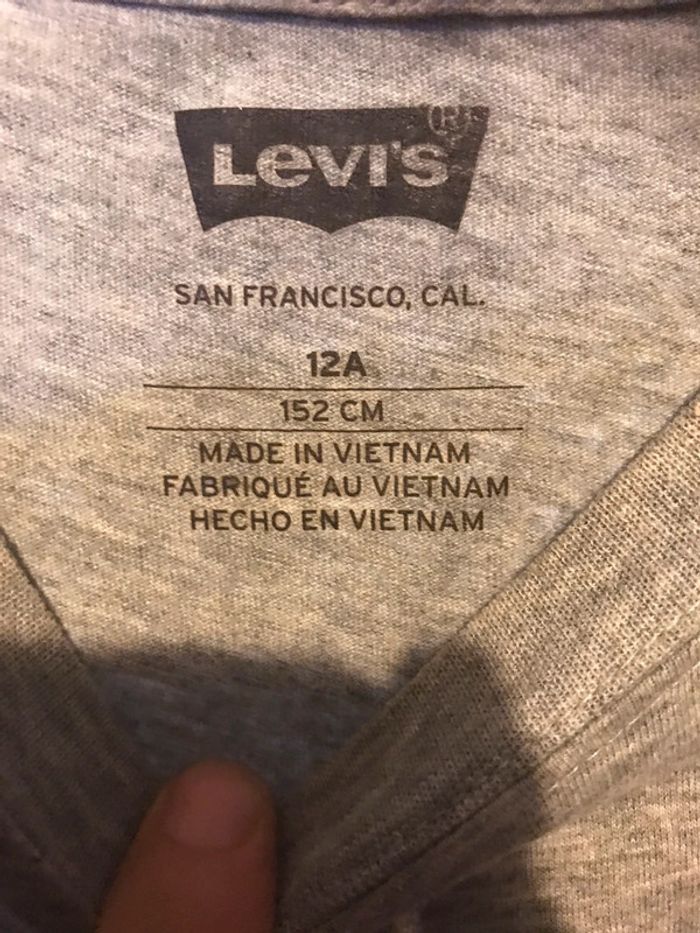 Levi's ®
SAN FRANCISCO, CAL.
12A
152 CM
MADE IN VIETNAM
FABRIQUÉ AU VIETNAM
HECHO EN VIETNAM